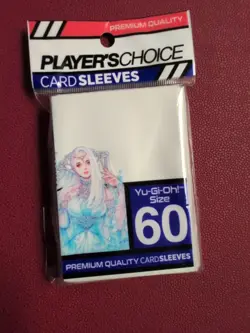 PREMIUM QUALITY
PLAYER'S CHOICE
CARD SLEEVES
Yu-Gi-Oh!
Size
60
PREMIUM QUALITY CARD SLEEVES